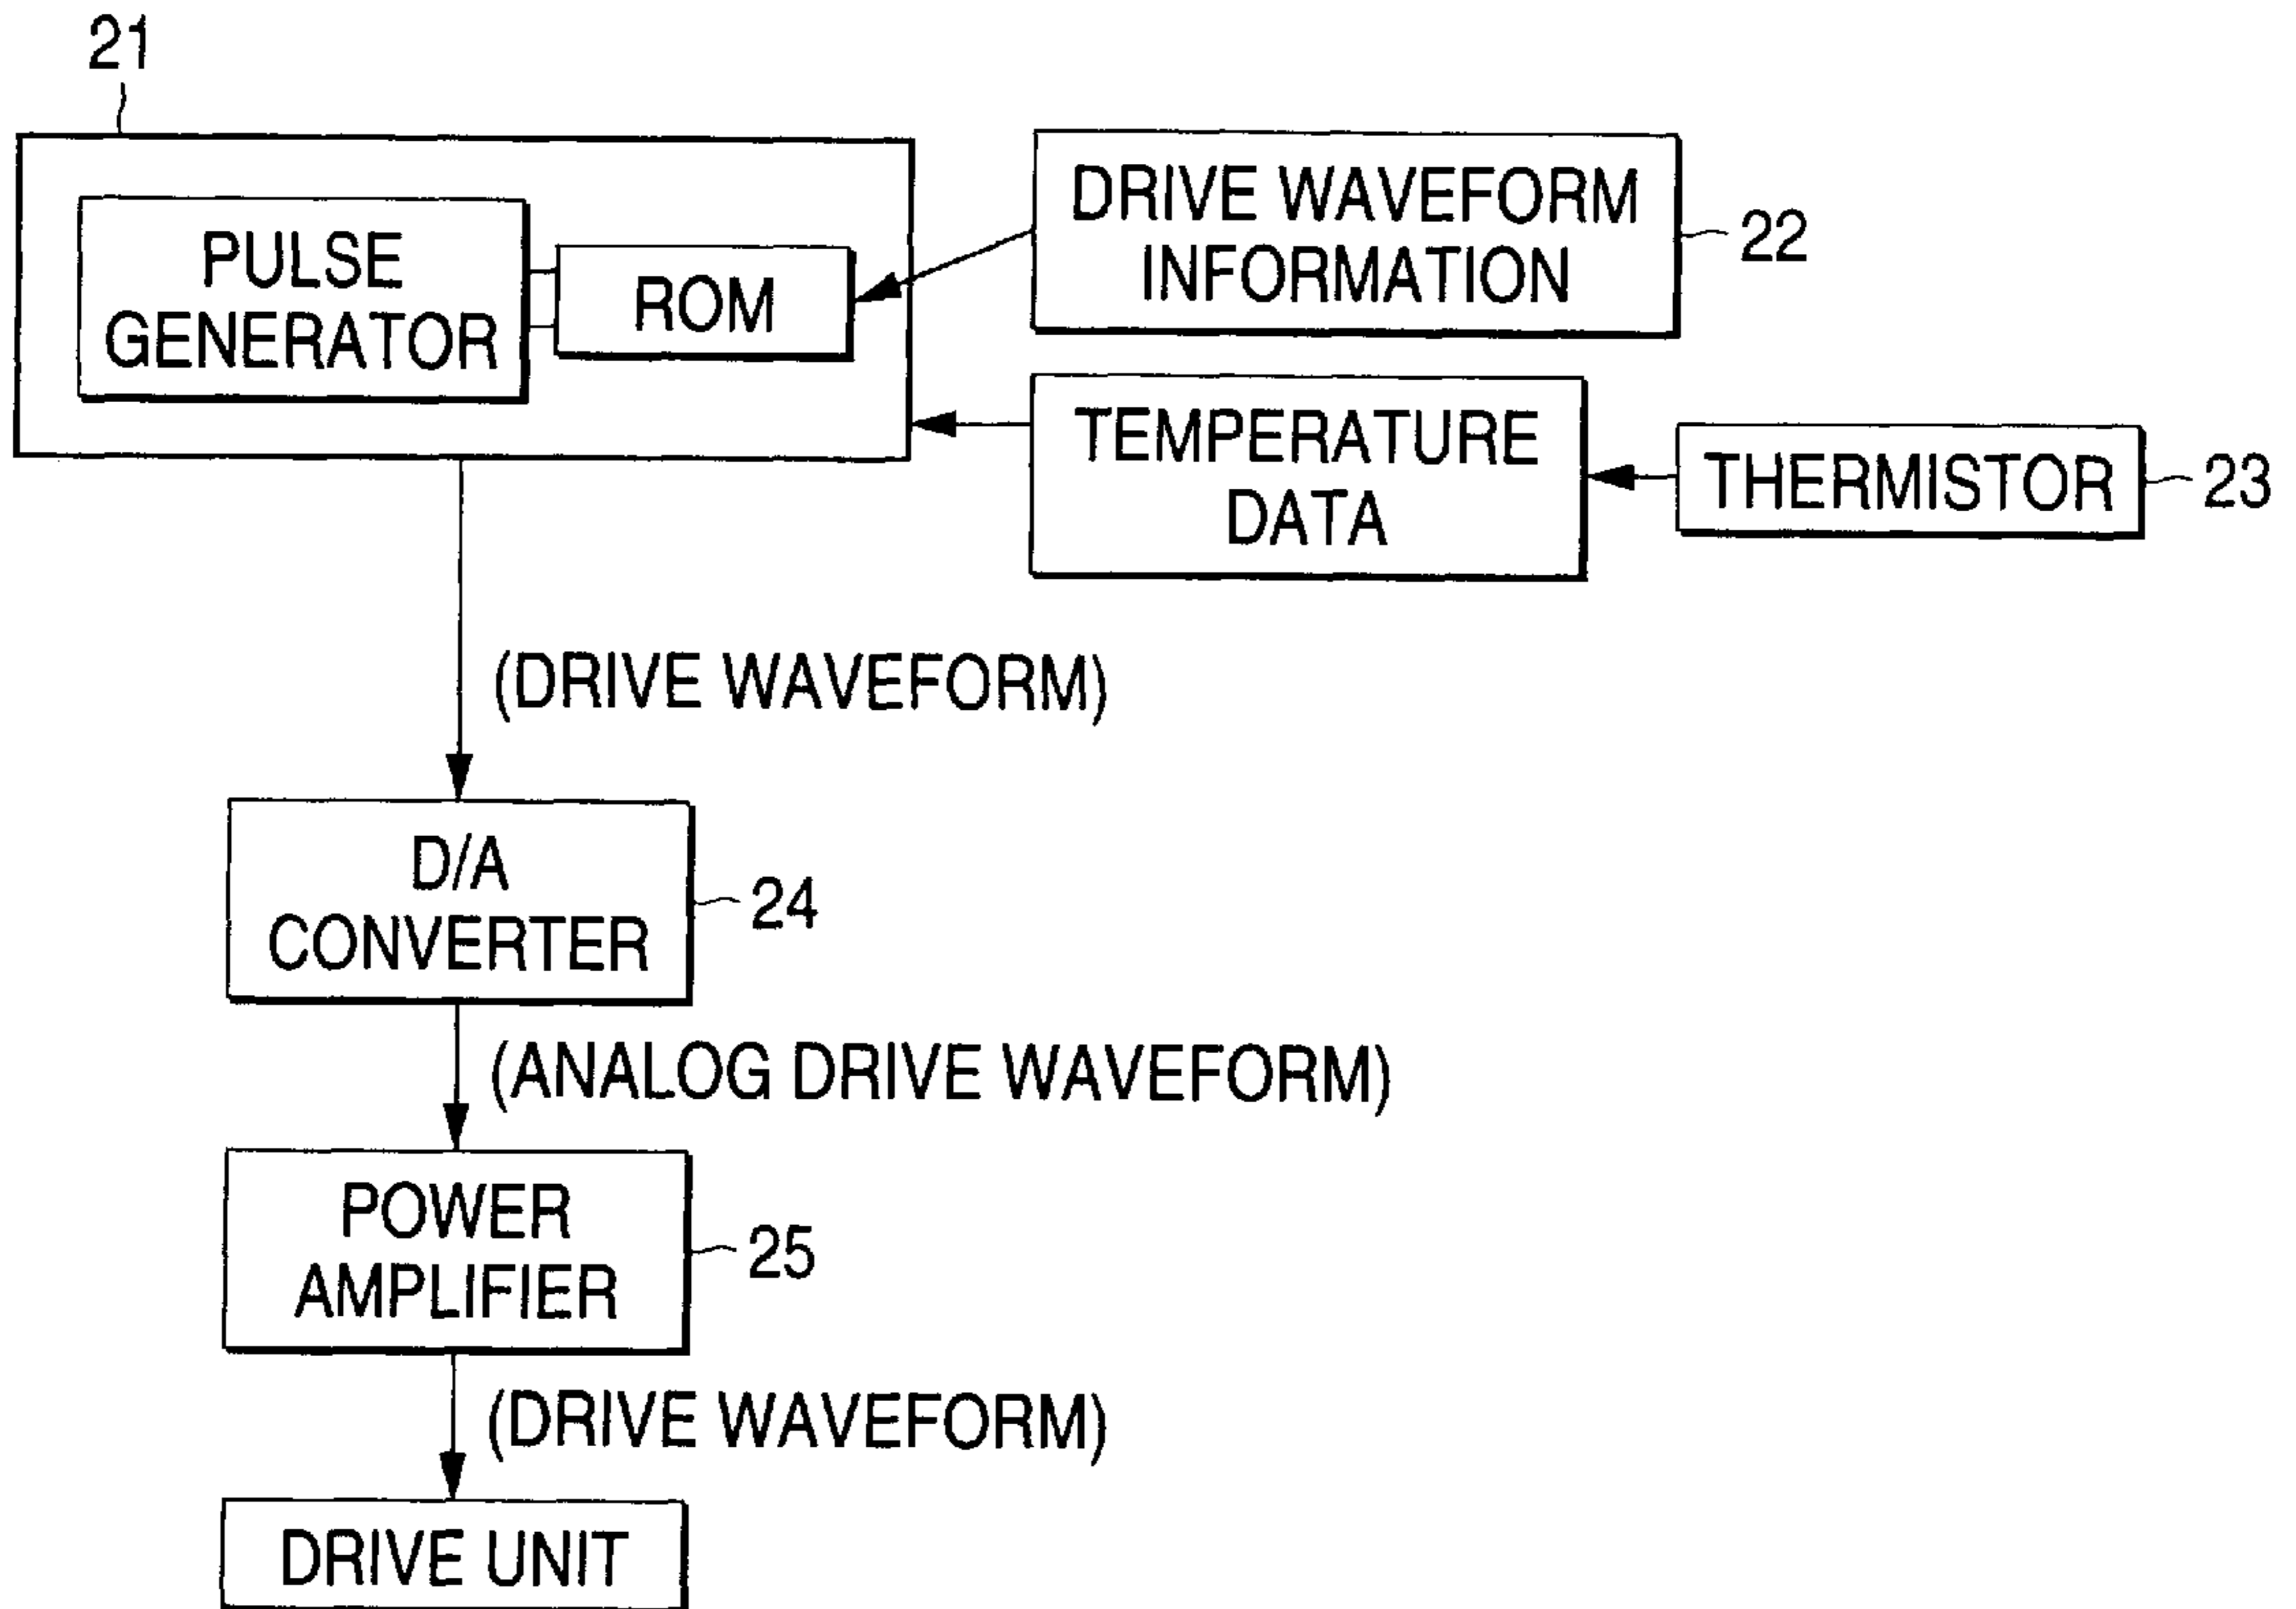 21
PULSE
GENERATOR
ROM
DRIVE WAVEFORM
INFORMATION
22
TEMPERATURE
DATA
THERMISTOR
23
(DRIVE WAVEFORM)
D/A
CONVERTER
24
(ANALOG DRIVE WAVEFORM)
POWER
AMPLIFIER
25
(DRIVE WAVEFORM)
DRIVE UNIT